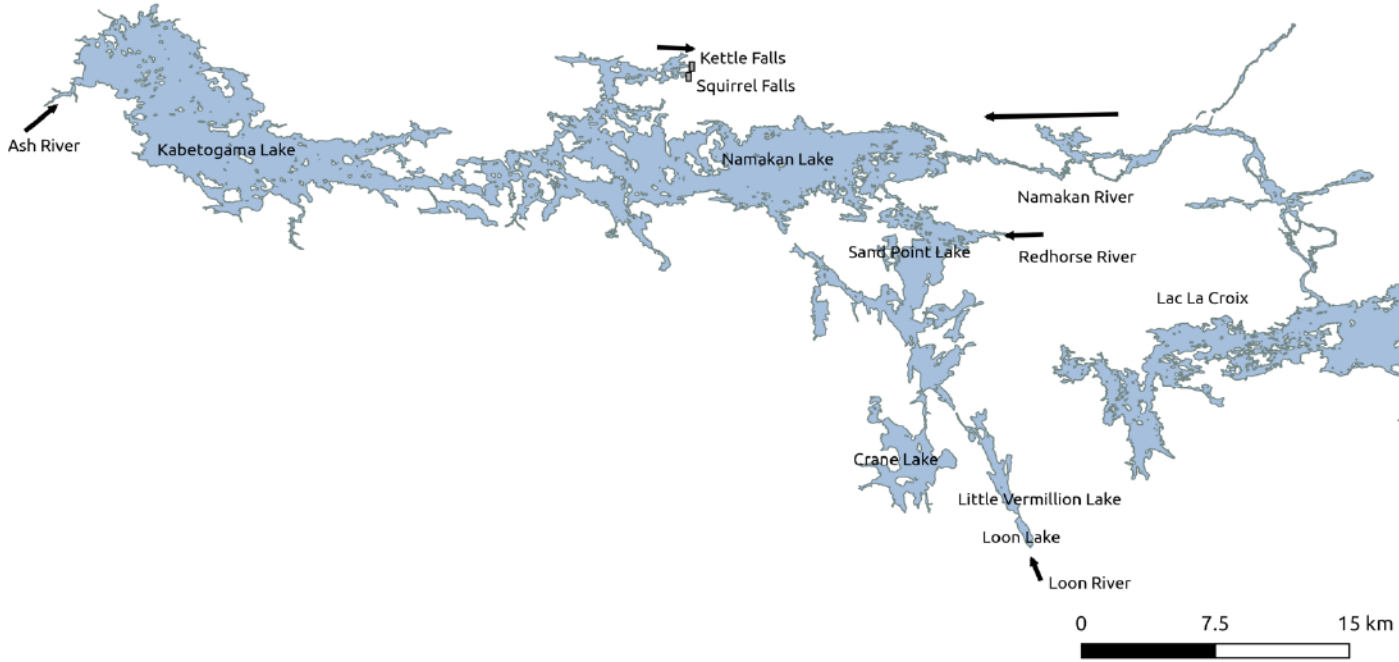 Kettle Falls
Squirrel Falls
Ash River
Kabetogama Lake
Namakan Lake
Namakan River
Sand Point Lake
Redhorse River
Lac La Croix
Crane Lake
Little Vermillion Lake
Loon Lake
Loon River
0 7.5 15 km